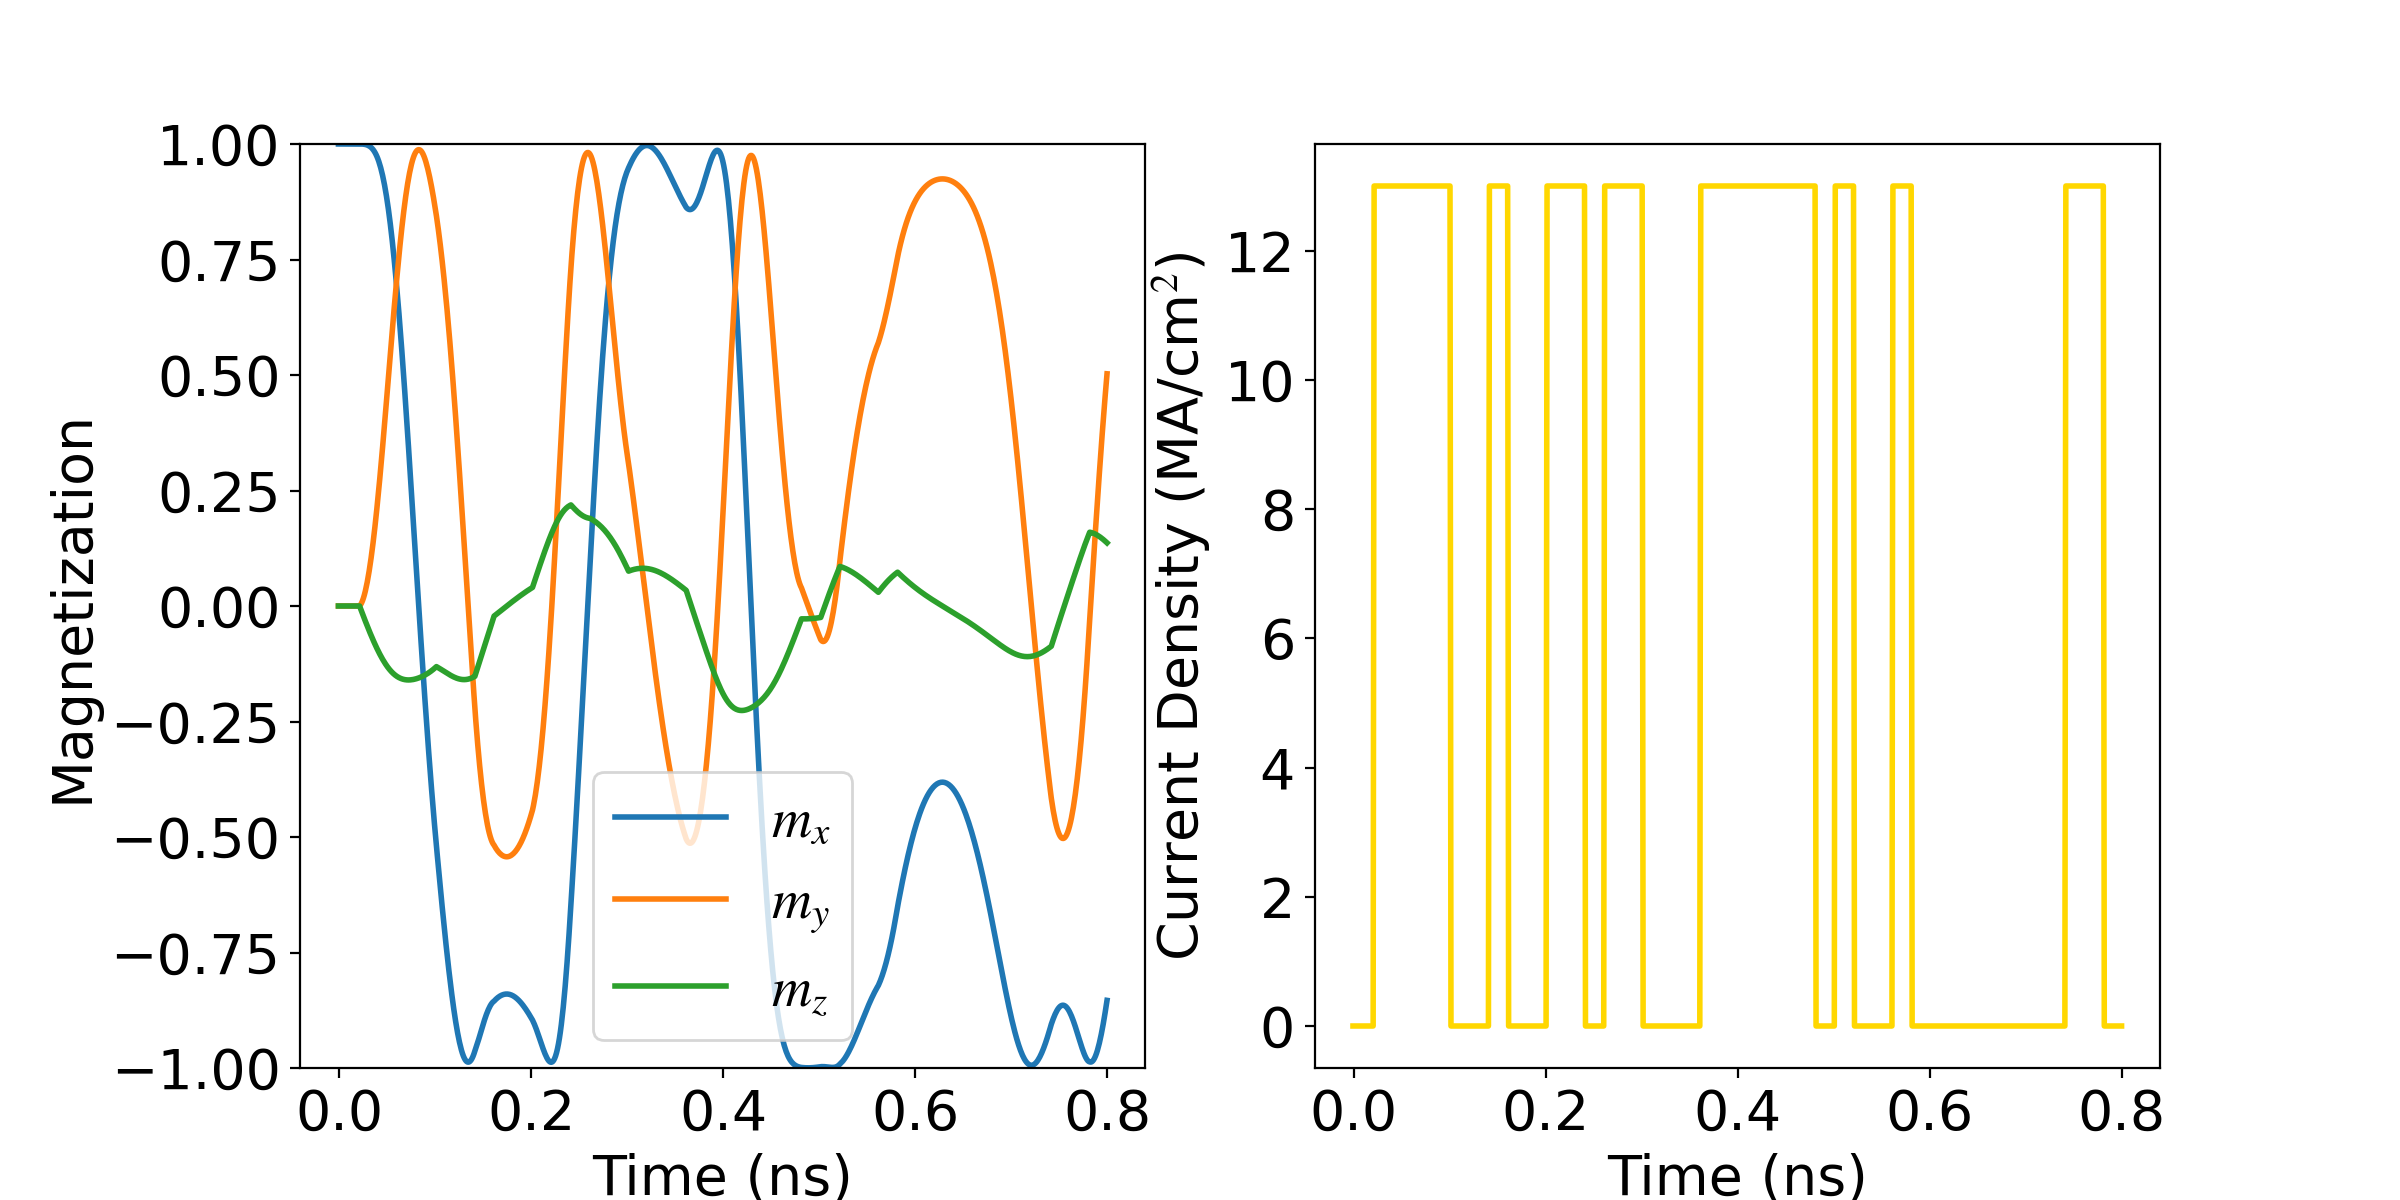 1.00
0.75
0.50
0.25
0.00
−0.25
−0.50
−0.75
−1.00
Magnetization
0.0 0.2 0.4 0.6 0.8
Time (ns)
m_x
m_y
m_z
12
10
8
6
4
2
0
Current Density (MA/cm²)
0.0 0.2 0.4 0.6 0.8
Time (ns)